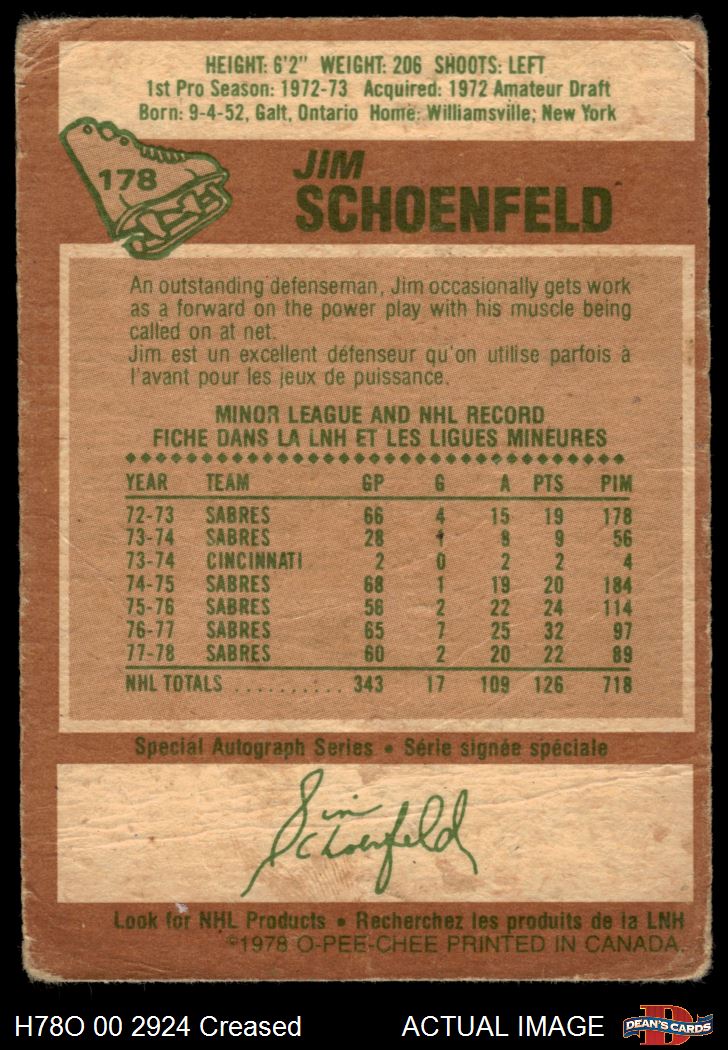 HEIGHT: 6'2" WEIGHT: 206 SHOOTS: LEFT
1st Pro Season: 1972-73 Acquired: 1972 Amateur Draft
Born: 9-4-52, Galt, Ontario Home: Williamsville; New York
178
JIM
SCHOENFELD
An outstanding defenseman, Jim occasionally gets work
as a forward on the power play with his muscle being
called on at net.
Jim est un excellent défenseur qu'on utilise parfois à
l'avant pour les jeux de puissance.
MINOR LEAGUE AND NHL RECORD
FICHE DANS LA LNH ET LES LIGUES MINEURES
YEAR TEAM GP G A PTS PIM
72-73 SABRES 66 4 15 19 178
73-74 SABRES 28 1 8 9 56
73-74 CINCINNATI 2 0 2 2 4
74-75 SABRES 68 1 19 20 184
75-76 SABRES 56 2 22 24 114
76-77 SABRES 65 7 25 32 97
77-78 SABRES 60 2 20 22 89
NHL TOTALS .......... 343 17 109 126 718
Special Autograph Series • Série signée spéciale
Jim
Schoenfeld
Look for NHL Products • Recherchez les produits de la LNH
©1978 O-PEE-CHEE PRINTED IN CANADA.
H78O 00 2924 Creased ACTUAL IMAGE DEAN'S CARDS